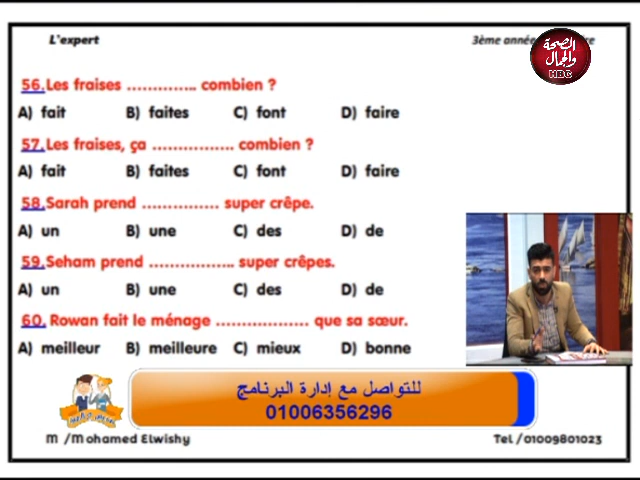 L'expert
3ème année
الصحة
والجمال
HBC
56.Les fraises .............. combien ?
A) fait B) faites C) font D) faire
57.Les fraises, ça ................ combien ?
A) fait B) faites C) font D) faire
58.Sarah prend ............... super crêpe.
A) un B) une C) des D) de
59.Seham prend ................. super crêpes.
A) un B) une C) des D) de
60. Rowan fait le ménage .................. que sa sœur.
A) meilleur B) meilleure C) mieux D) bonne
للتواصل مع إدارة البرنامج
01006356296
M /Mohamed Elwishy
Tel /01009801023